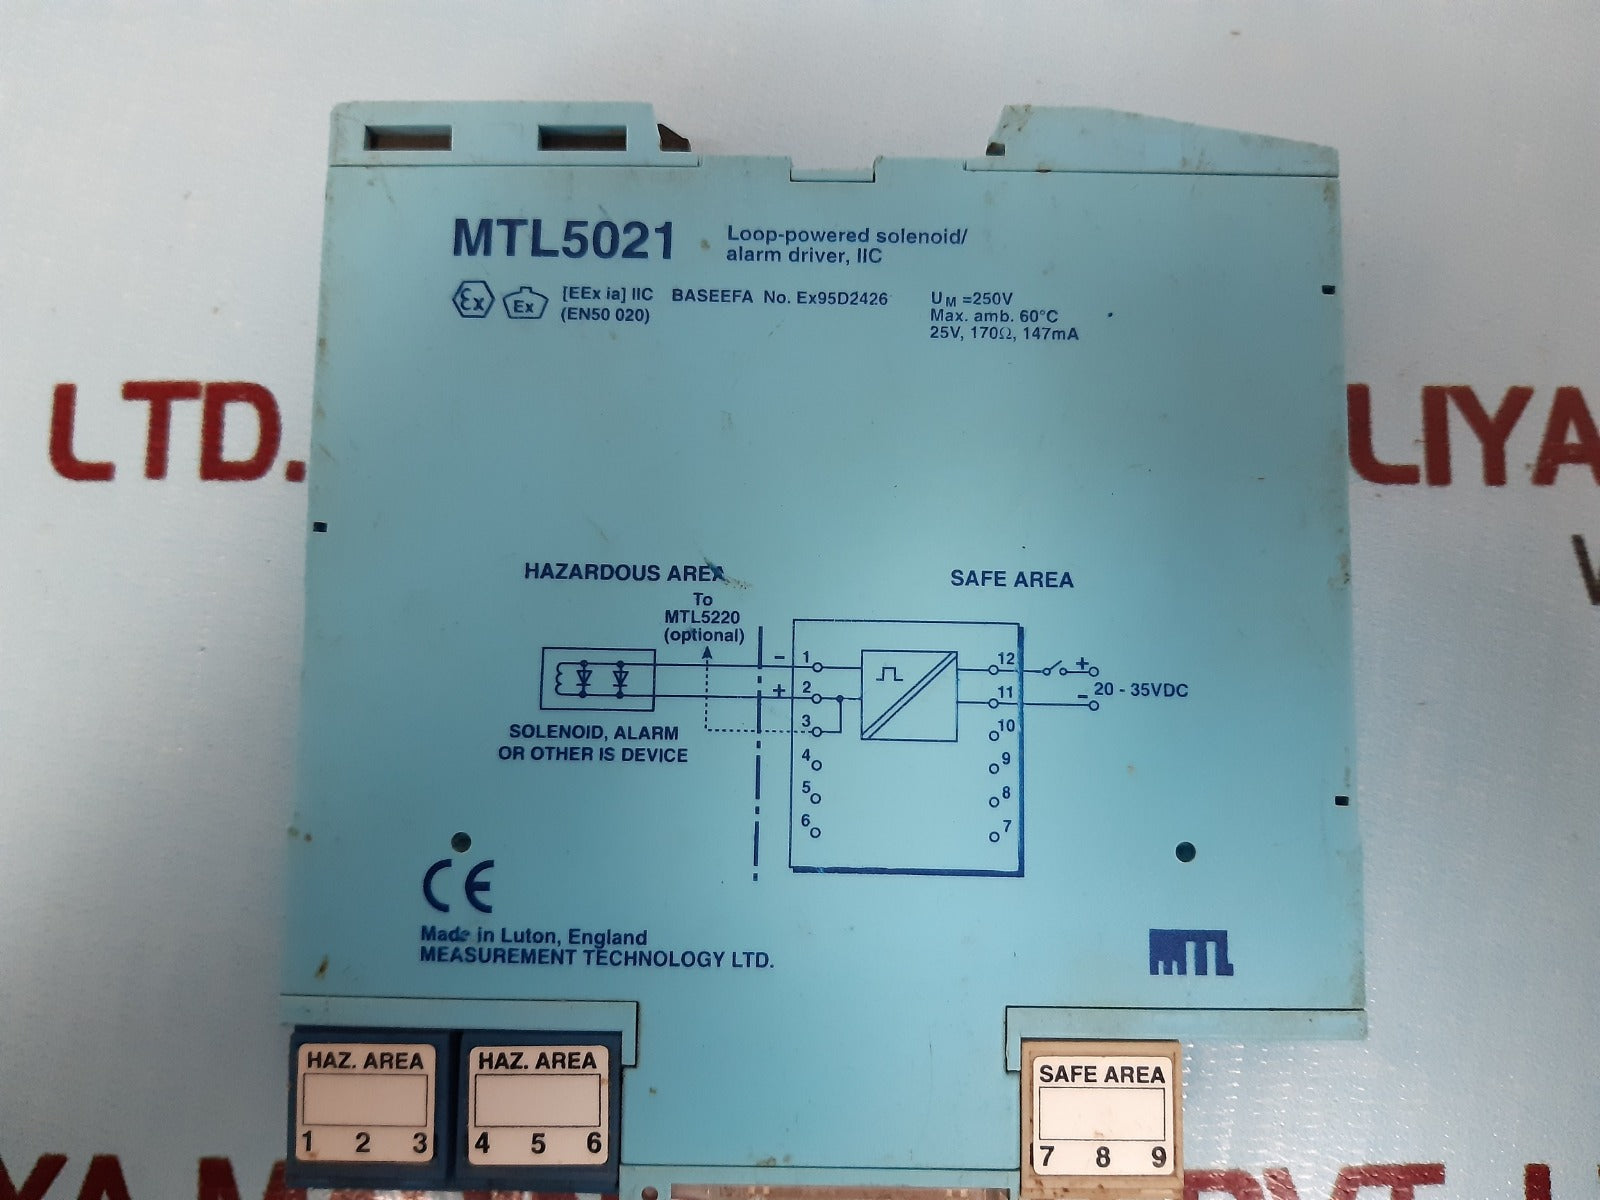 MTL5021
Loop-powered solenoid/
alarm driver, IIC
Ex
Ex
[EEx ia] IIC
(EN50 020)
BASEEFA No. Ex95D2426
UM =250V
Max. amb. 60°C
25V, 170Ω, 147mA
LTD.
LIYA
HAZARDOUS AREA
SAFE AREA
To
MTL5220
(optional)
- 1
+ 2
3
4
5
6
12
11
10
9
8
7
+
-
20 - 35VDC
SOLENOID, ALARM
OR OTHER IS DEVICE
CE
Made in Luton, England
MEASUREMENT TECHNOLOGY LTD.
MTL
HAZ. AREA
1 2 3
HAZ. AREA
4 5 6
SAFE AREA
7 8 9